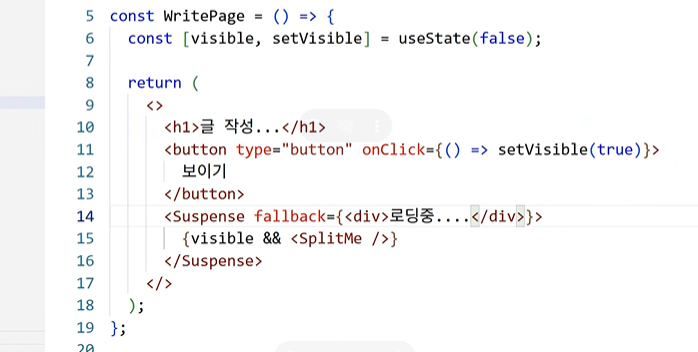 5 const WritePage = () => {
6 const [visible, setVisible] = useState(false);
7
8 return (
9 <>
10 <h1>글 작성...</h1>
11 <button type="button" onClick={() => setVisible(true)}>
12 보이기
13 </button>
14 <Suspense fallback={<div>로딩중....</div>}>
15 {visible && <SplitMe />}
16 </Suspense>
17 </>
18 );
19 };
20